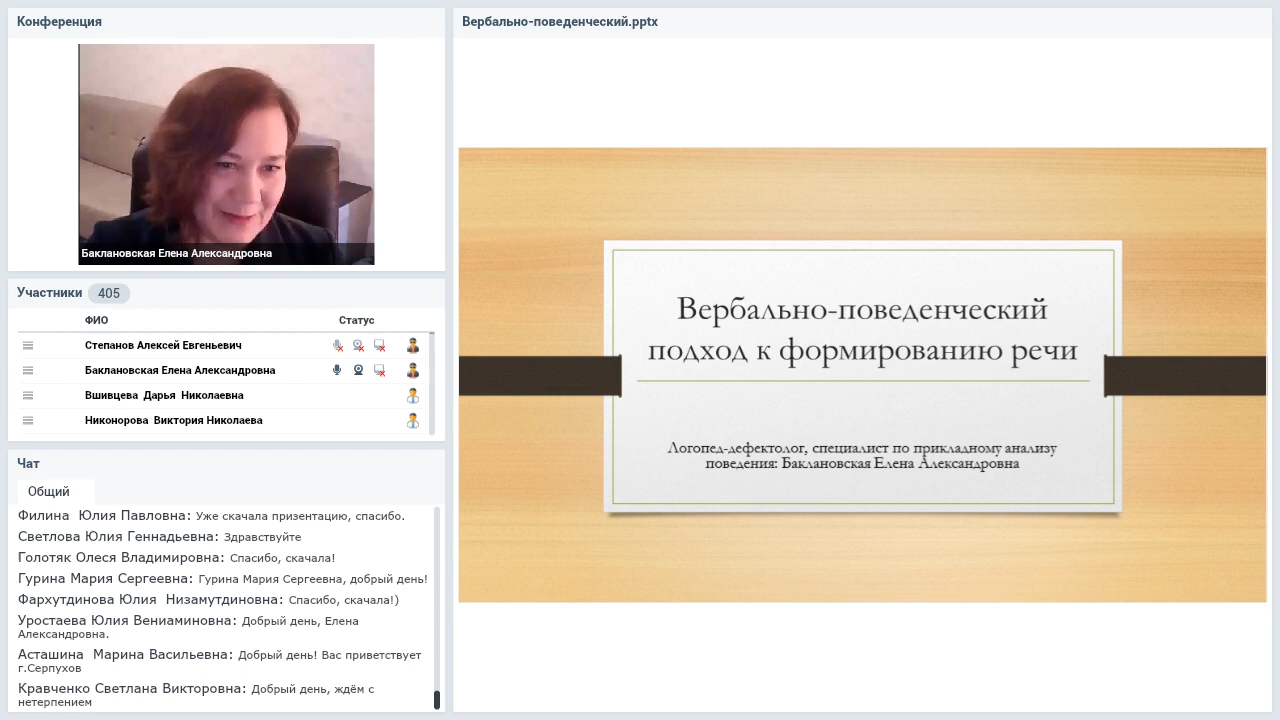 Конференция
Баклановская Елена Александровна
Участники 405
ФИО Статус
Степанов Алексей Евгеньевич
Баклановская Елена Александровна
Вшивцева Дарья Николаевна
Никонорова Виктория Николаева
Чат
Общий
Филина Юлия Павловна: Уже скачала призентацию, спасибо.
Светлова Юлия Геннадьевна: Здравствуйте
Голотяк Олеся Владимировна: Спасибо, скачала!
Гурина Мария Сергеевна: Гурина Мария Сергеевна, добрый день!
Фархутдинова Юлия Низамутдиновна: Спасибо, скачала!)
Уростаева Юлия Вениаминовна: Добрый день, Елена
Александровна.
Асташина Марина Васильевна: Добрый день! Вас приветствует
г.Серпухов
Кравченко Светлана Викторовна: Добрый день, ждём с
нетерпением
Вербально-поведенческий.pptx
Вербально-поведенческий
подход к формированию речи
Логопед-дефектолог, специалист по прикладному анализу
поведения: Баклановская Елена Александровна